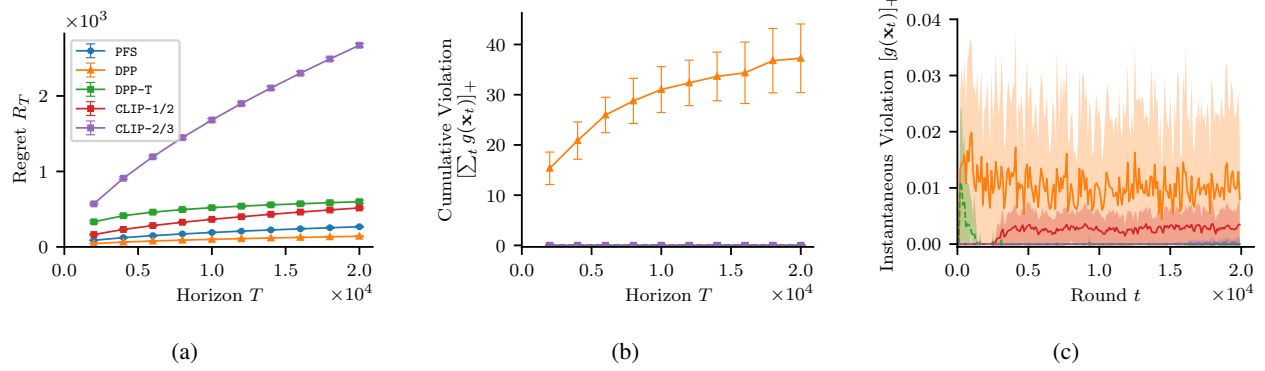 ×10³
2
1
0
Regret R_T
PFS
DPP
DPP-T
CLIP-1/2
CLIP-2/3
0.0 0.5 1.0 1.5 2.0
Horizon T ×10⁴
(a)
40
30
20
10
0
Cumulative Violation
[∑_t g(x_t)]_+
0.0 0.5 1.0 1.5 2.0
Horizon T ×10⁴
(b)
0.04
0.03
0.02
0.01
0.00
Instantaneous Violation [g(x_t)]_+
0.0 0.5 1.0 1.5 2.0
Round t ×10⁴
(c)